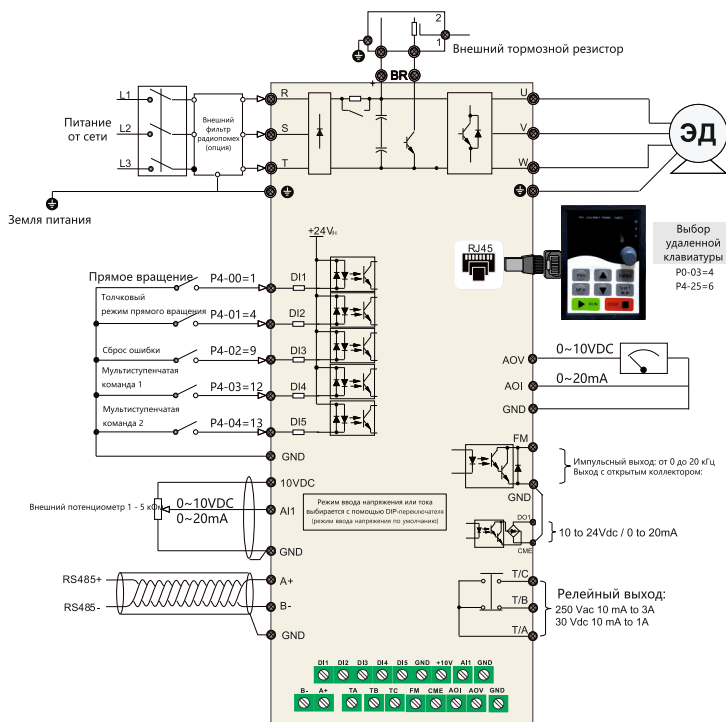 2
1
Внешний тормозной резистор
+
BR
L1
L2
L3
Питание
от сети
Внешний
фильтр
радиопомех
(опция)
R
S
T
U
V
W
ЭД
Земля питания
+24V
RJ45
Выбор
удаленной
клавиатуры
P0-03=4
P4-25=6
RUN
Прямое вращение
P4-00=1
DI1
Толчковый
режим прямого вращения
P4-01=4
DI2
Сброс ошибки
P4-02=9
DI3
Мультиступенчатая
команда 1
P4-03=12
DI4
Мультиступенчатая
команда 2
P4-04=13
DI5
GND
AOV
0~10VDC
AOI
0~20mA
GND
FM
Импульсный выход: от 0 до 20 кГц
Выход с открытым коллектором:
GND
DO1
10 to 24Vdc / 0 to 20mA
CME
10VDC
Внешний потенциометр 1 - 5 кОм
0~10VDC
0~20mA
AI1
GND
Режим ввода напряжения или тока
выбирается с помощью DIP-переключателя
(режим ввода напряжения по умолчанию)
RS485+
A+
RS485-
B-
GND
T/C
T/B
T/A
Релейный выход:
250 Vac 10 mA to 3A
30 Vdc 10 mA to 1A
DI1 DI2 DI3 DI4 DI5 GND +10V AI1 GND
B- A+ TA TB TC FM CME AOI AOV GND